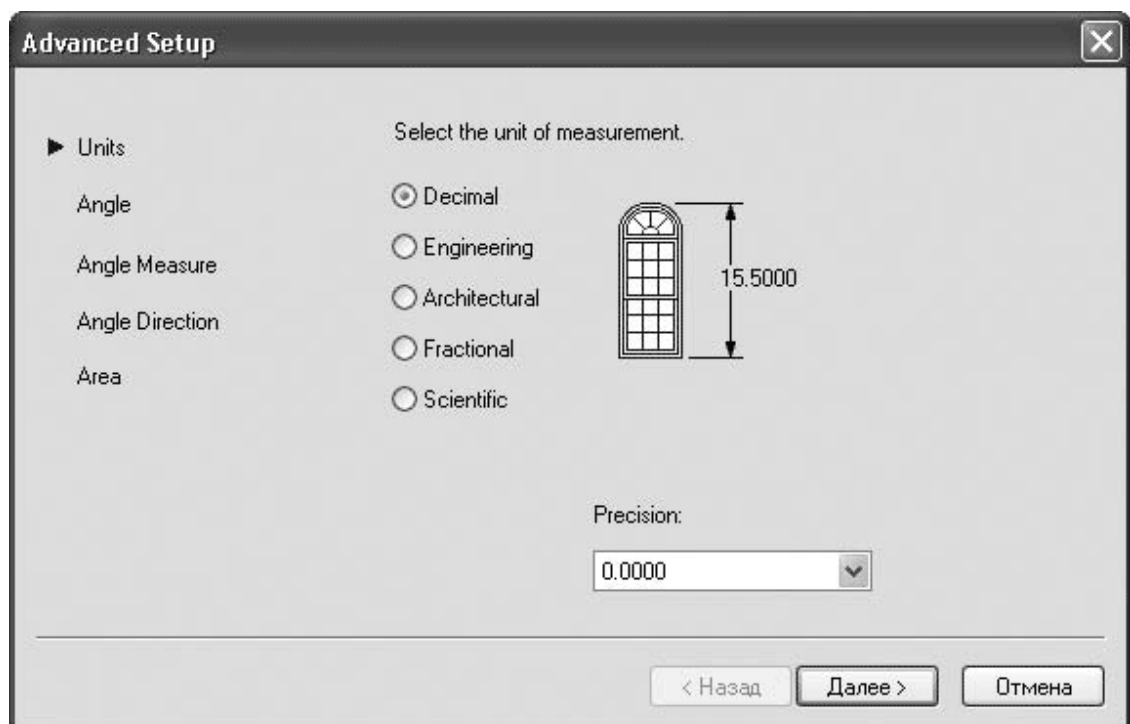 Advanced Setup
Units
Angle
Angle Measure
Angle Direction
Area
Select the unit of measurement.
Decimal
Engineering
Architectural
Fractional
Scientific
15.5000
Precision:
0.0000
< Назад
Далее >
Отмена